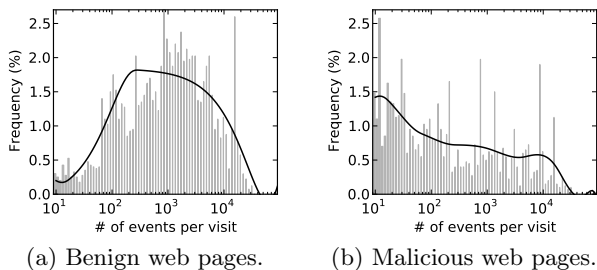 2.5
2.0
1.5
1.0
0.5
0.0
Frequency (%)
10^1 10^2 10^3 10^4
# of events per visit
(a) Benign web pages.
2.5
2.0
1.5
1.0
0.5
0.0
Frequency (%)
10^1 10^2 10^3 10^4
# of events per visit
(b) Malicious web pages.